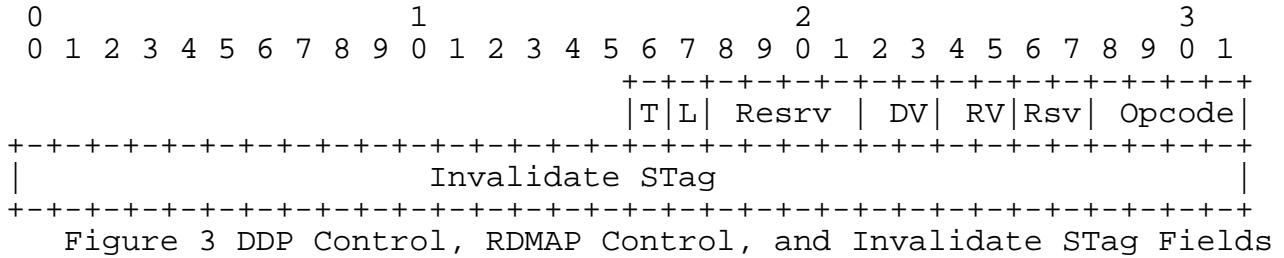 0                   1                   2                   3
 0 1 2 3 4 5 6 7 8 9 0 1 2 3 4 5 6 7 8 9 0 1 2 3 4 5 6 7 8 9 0 1
                                +-+-+-+-+-+-+-+-+-+-+-+-+-+-+-+-+
                                |T|L| Resrv | DV| RV|Rsv| Opcode|
+-+-+-+-+-+-+-+-+-+-+-+-+-+-+-+-+-+-+-+-+-+-+-+-+-+-+-+-+-+-+-+-+
|                      Invalidate STag                           |
+-+-+-+-+-+-+-+-+-+-+-+-+-+-+-+-+-+-+-+-+-+-+-+-+-+-+-+-+-+-+-+-+
   Figure 3 DDP Control, RDMAP Control, and Invalidate STag Fields